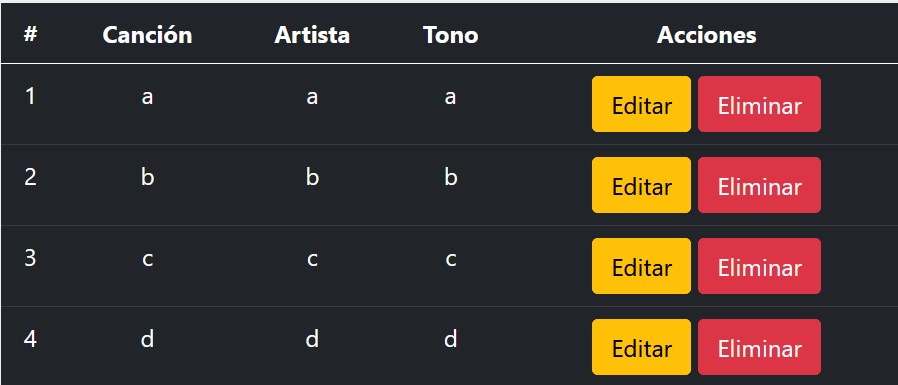 # Canción Artista Tono Acciones
1 a a a Editar Eliminar
2 b b b Editar Eliminar
3 c c c Editar Eliminar
4 d d d Editar Eliminar